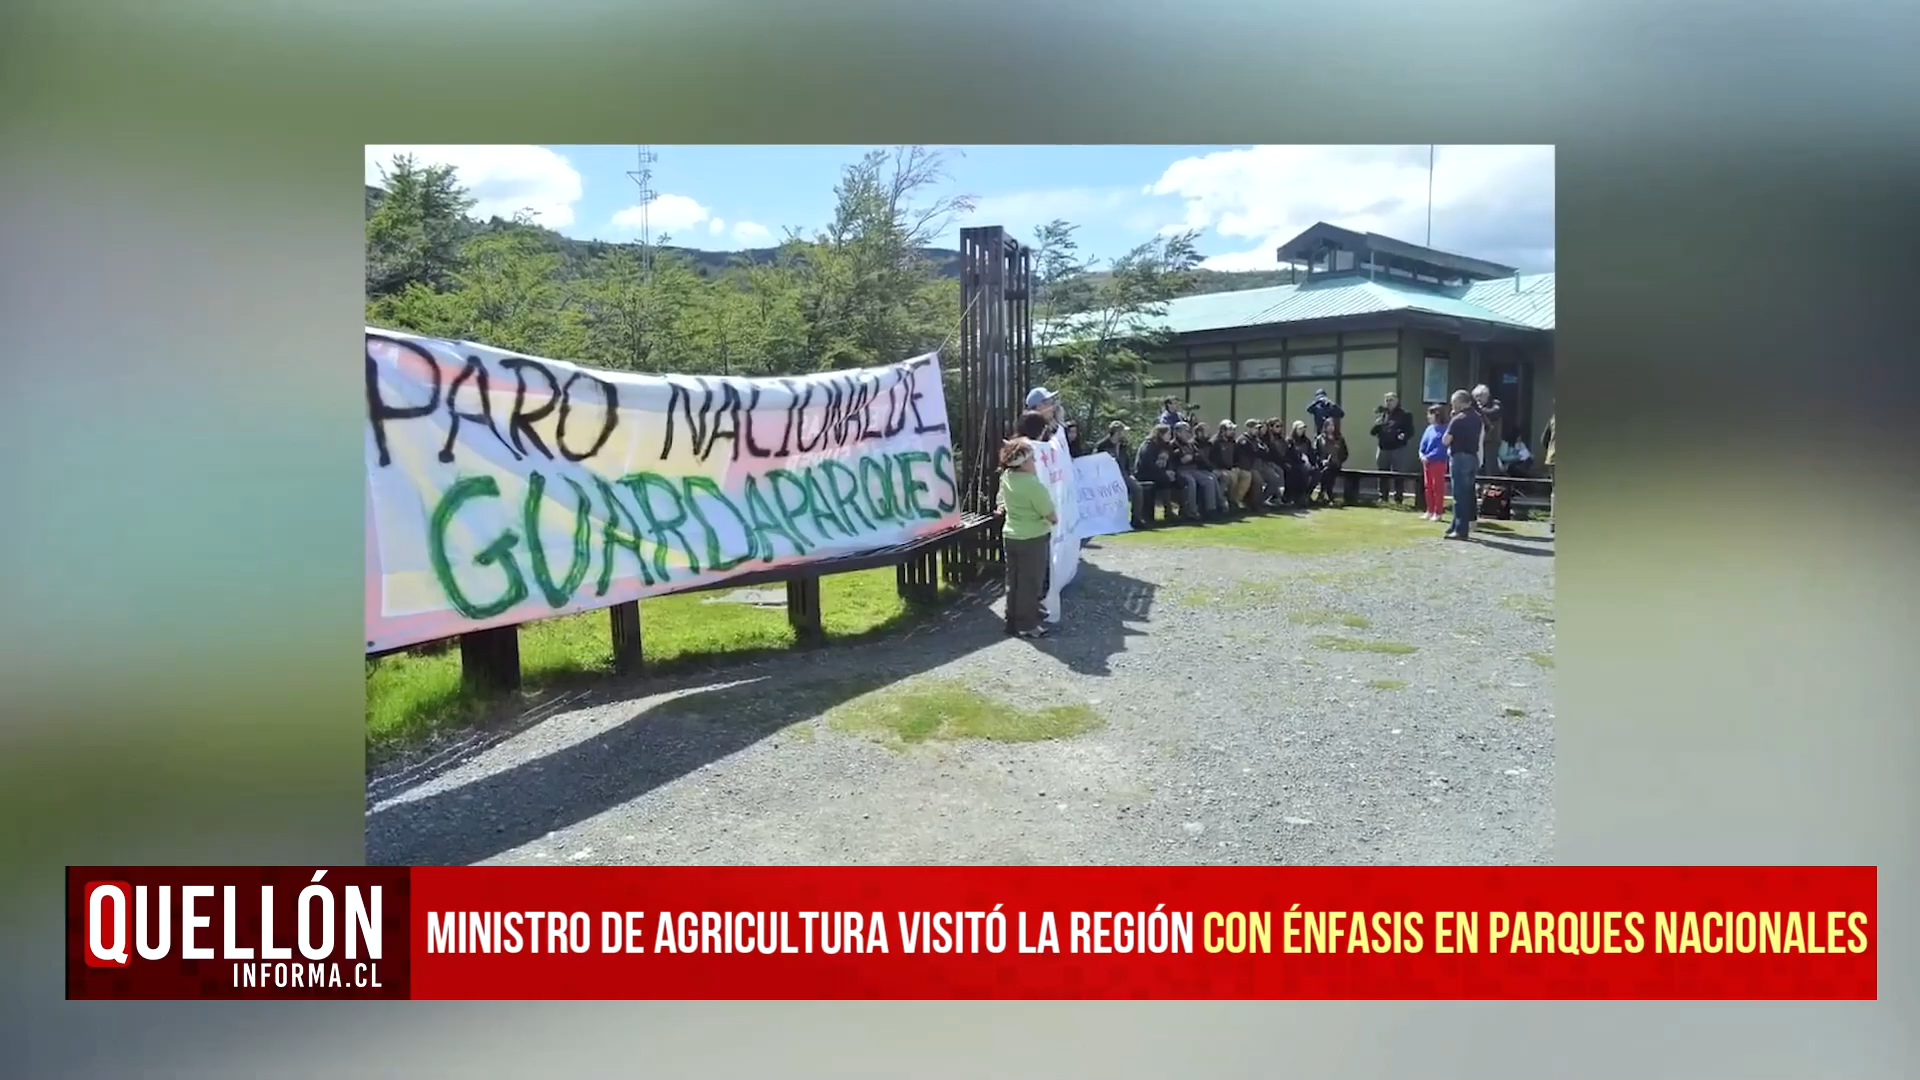 PARO NACIONAL DE
GUARDAPARQUES
QUELLÓN
INFORMA.CL
MINISTRO DE AGRICULTURA VISITÓ LA REGIÓN CON ÉNFASIS EN PARQUES NACIONALES